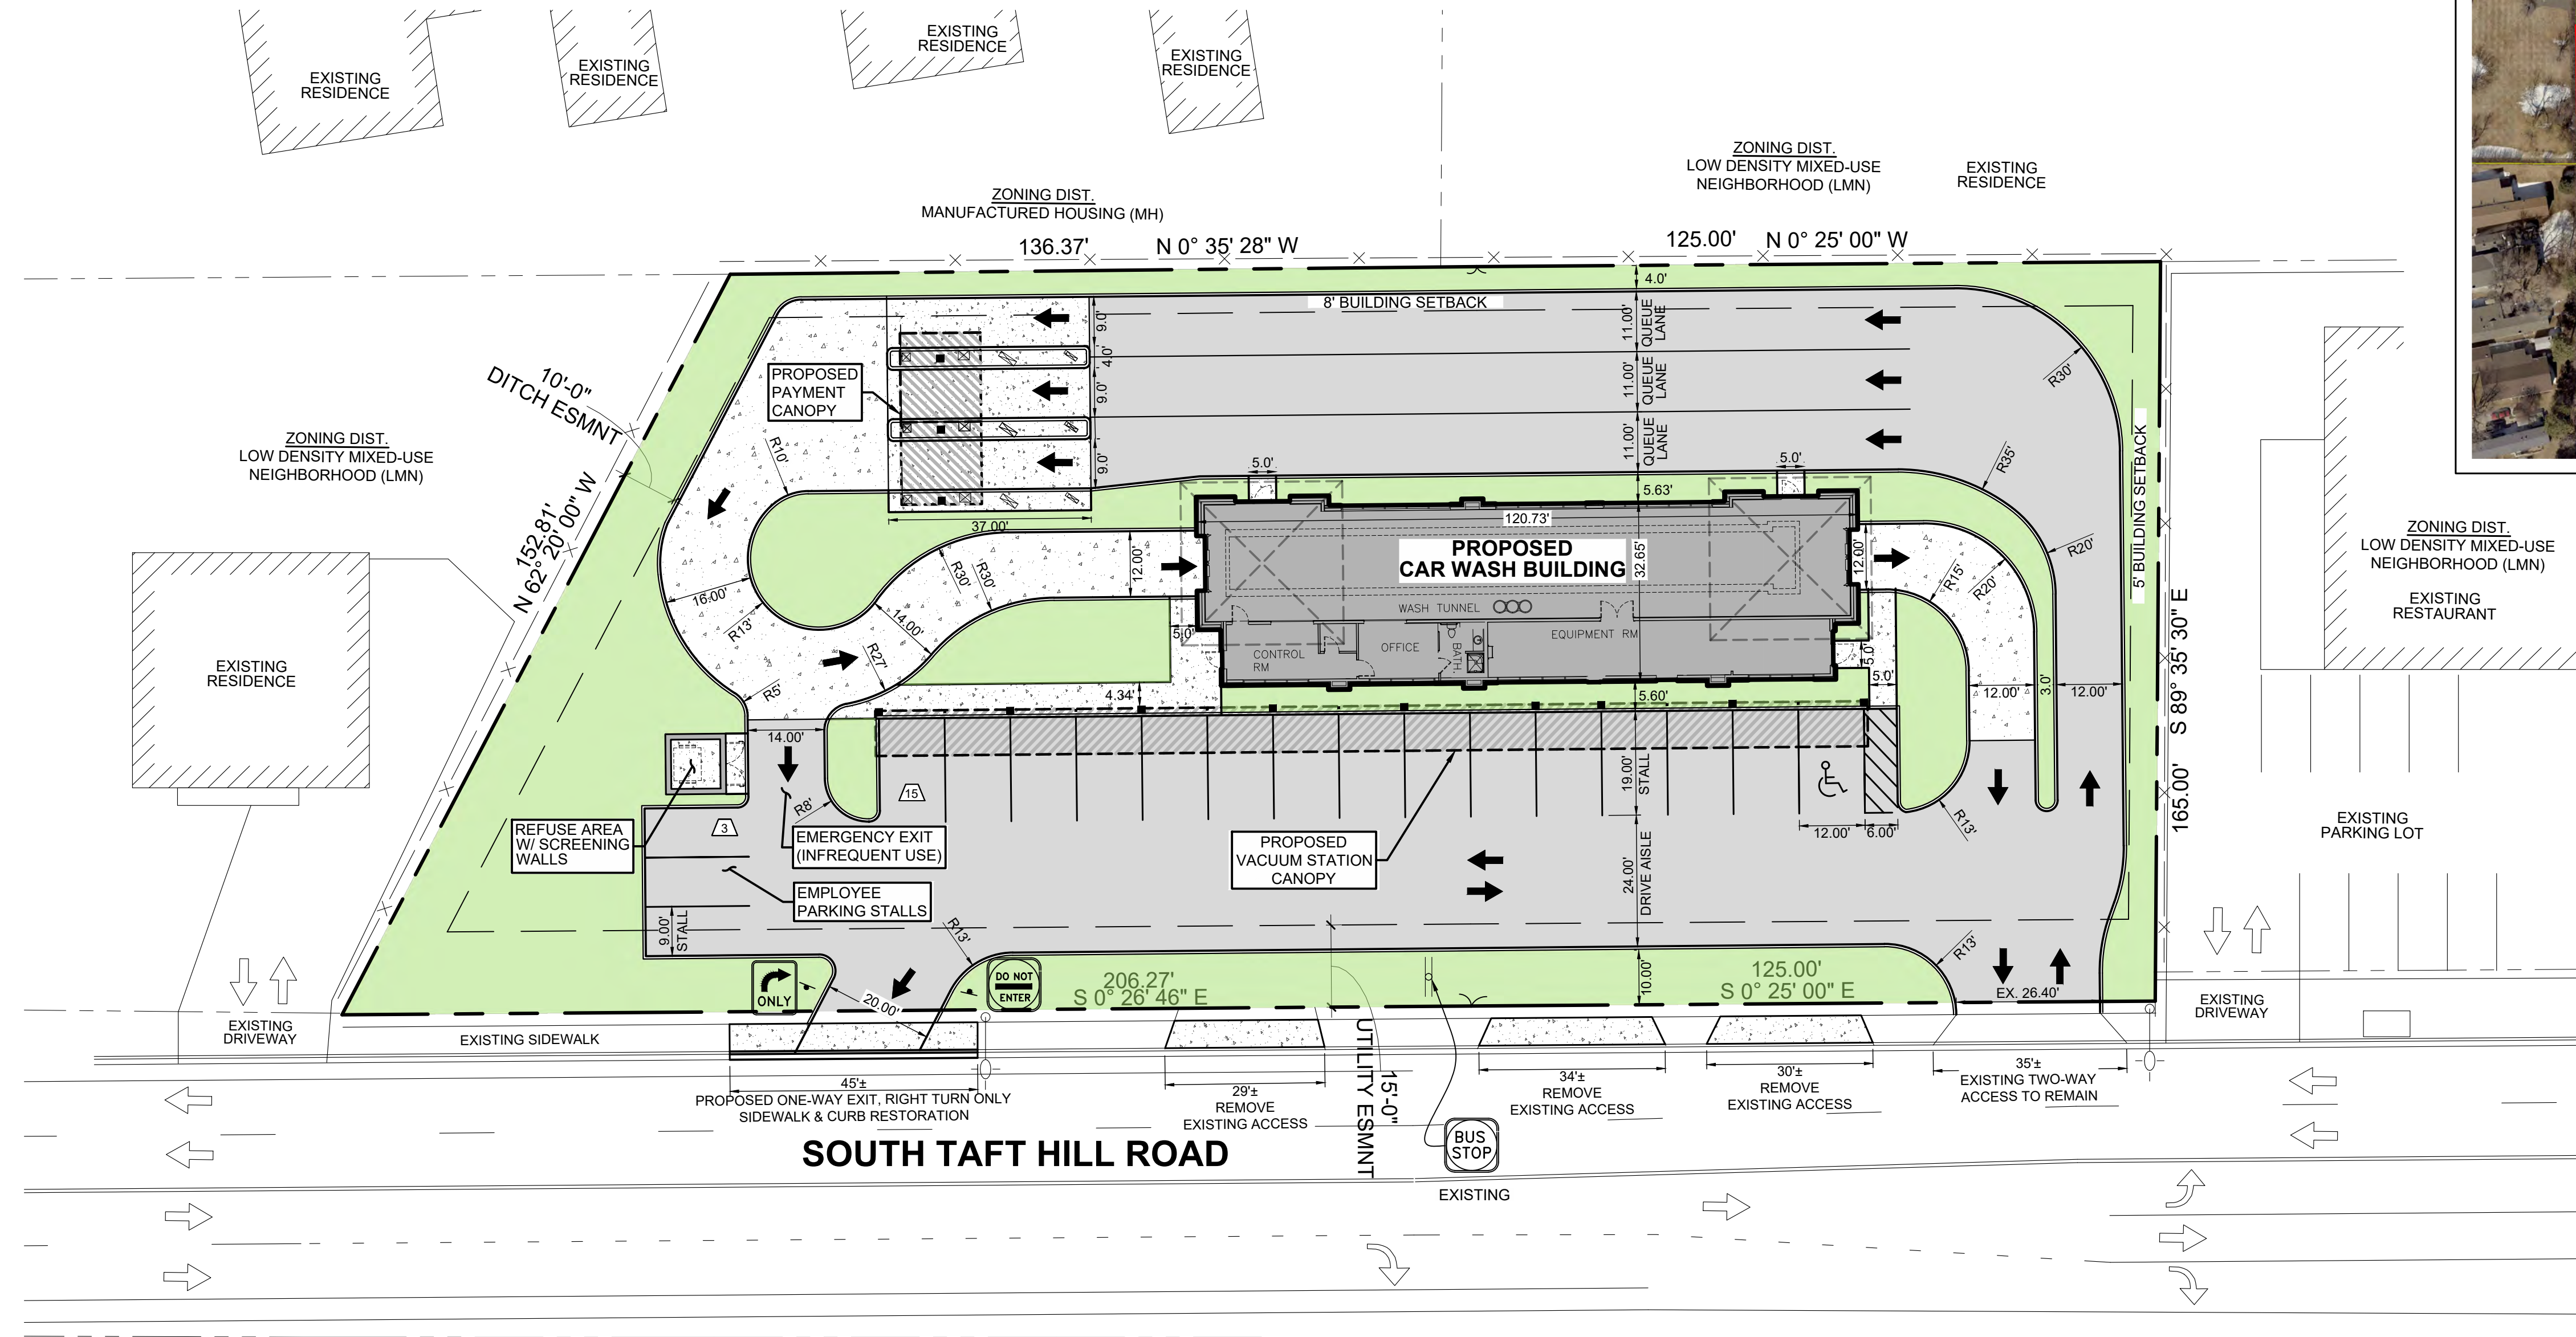 EXISTING
RESIDENCE
EXISTING
RESIDENCE
EXISTING
RESIDENCE
EXISTING
RESIDENCE
ZONING DIST.
MANUFACTURED HOUSING (MH)
ZONING DIST.
LOW DENSITY MIXED-USE
NEIGHBORHOOD (LMN)
EXISTING
RESIDENCE
136.37' N 0° 35' 28" W
125.00' N 0° 25' 00" W
4.0'
8' BUILDING SETBACK
11.00'
QUEUE
LANE
11.00'
QUEUE
LANE
11.00'
QUEUE
LANE
9.0'
4.0'
9.0'
9.0'
PROPOSED
PAYMENT
CANOPY
10'-0"
DITCH ESMNT
ZONING DIST.
LOW DENSITY MIXED-USE
NEIGHBORHOOD (LMN)
152.81'
N 62° 20' 00" W
R10'
37.00'
5.0'
5.0'
5.63'
R30'
R35'
R20'
5' BUILDING SETBACK
120.73'
PROPOSED
CAR WASH BUILDING
32.65'
12.00'
12.00'
WASH TUNNEL
CONTROL
RM
OFFICE
BATH
EQUIPMENT RM
R30'
R30'
16.00'
R13'
14.00'
R27'
R5'
5.0'
4.34'
5.60'
R15'
R20'
5.0'
5.0'
12.00'
3.0'
12.00'
S 89° 35' 30" E
165.00'
ZONING DIST.
LOW DENSITY MIXED-USE
NEIGHBORHOOD (LMN)
EXISTING
RESTAURANT
EXISTING
PARKING LOT
EXISTING
RESIDENCE
14.00'
R8'
15
3
19.00'
STALL
12.00'
6.00'
R13'
REFUSE AREA
W/ SCREENING
WALLS
EMERGENCY EXIT
(INFREQUENT USE)
EMPLOYEE
PARKING STALLS
PROPOSED
VACUUM STATION
CANOPY
24.00'
DRIVE AISLE
9.00'
STALL
R13'
R13'
ONLY
DO NOT
ENTER
20.00'
206.27'
S 0° 26' 46" E
10.00'
125.00'
S 0° 25' 00" E
EX. 26.40'
EXISTING
DRIVEWAY
EXISTING SIDEWALK
EXISTING
DRIVEWAY
45'±
PROPOSED ONE-WAY EXIT, RIGHT TURN ONLY
SIDEWALK & CURB RESTORATION
29'±
REMOVE
EXISTING ACCESS
15'-0"
UTILITY ESMNT
34'±
REMOVE
EXISTING ACCESS
30'±
REMOVE
EXISTING ACCESS
35'±
EXISTING TWO-WAY
ACCESS TO REMAIN
BUS
STOP
EXISTING
SOUTH TAFT HILL ROAD